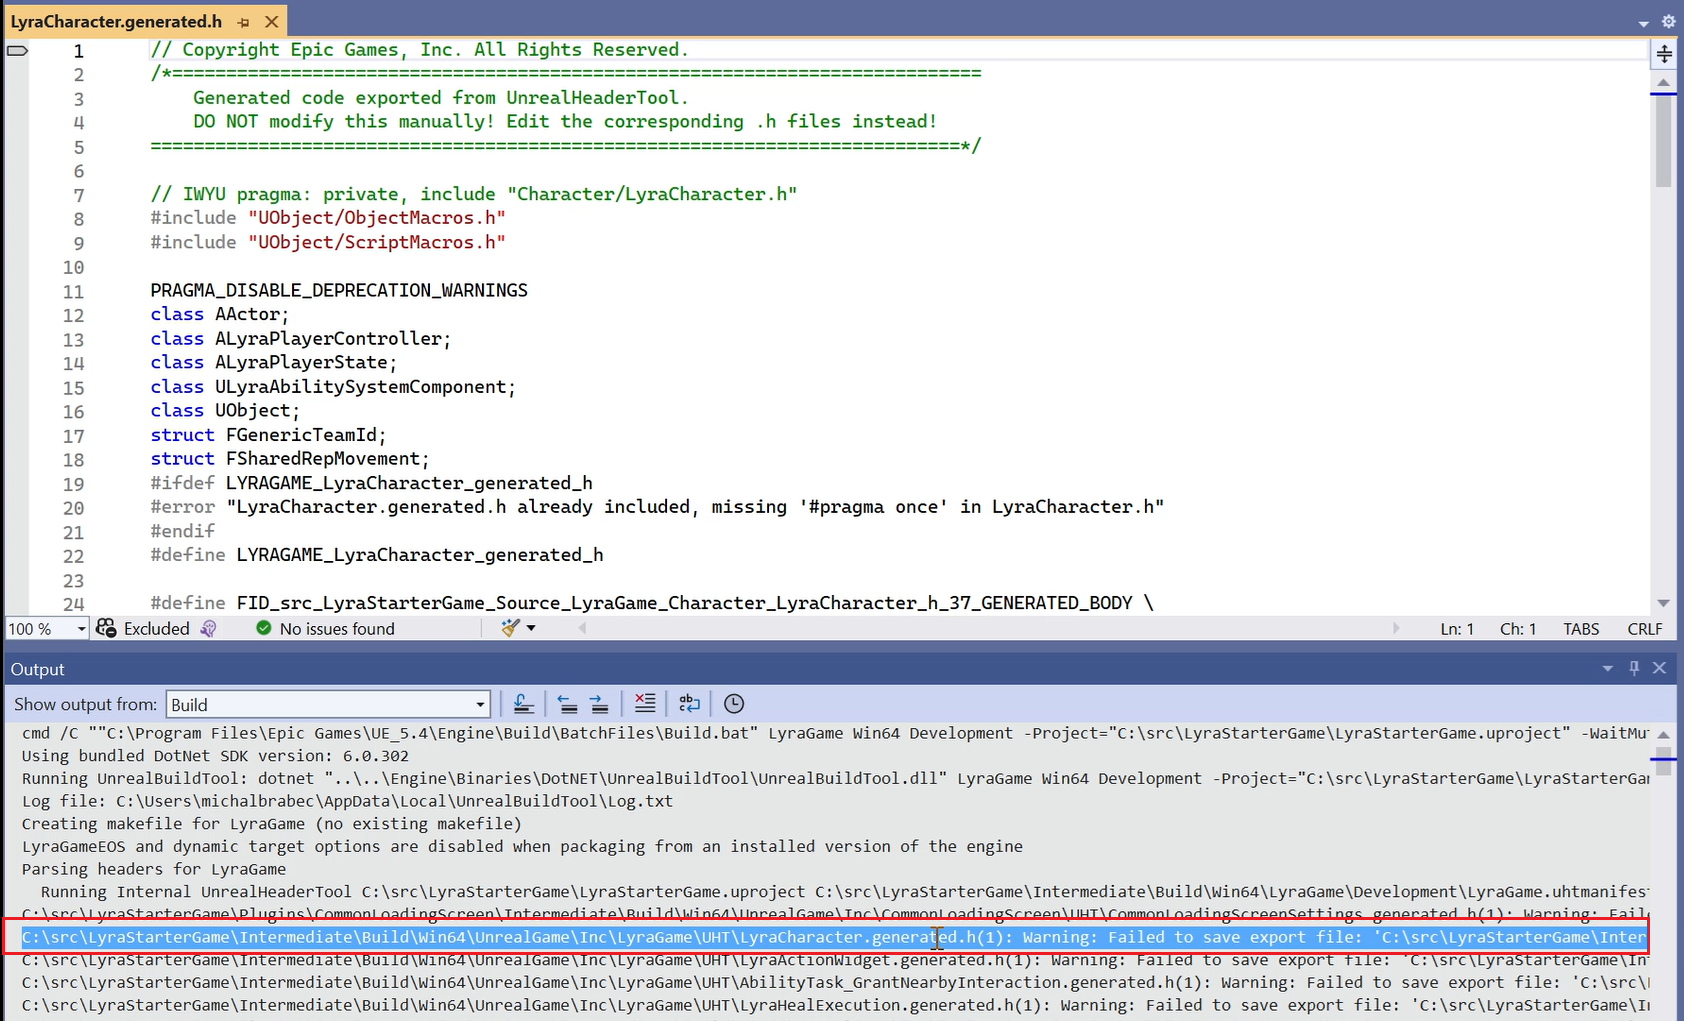 LyraCharacter.generated.h
1 // Copyright Epic Games, Inc. All Rights Reserved.
2 /*===========================================================================
3 Generated code exported from UnrealHeaderTool.
4 DO NOT modify this manually! Edit the corresponding .h files instead!
5 ===========================================================================*/
6
7 // IWYU pragma: private, include "Character/LyraCharacter.h"
8 #include "UObject/ObjectMacros.h"
9 #include "UObject/ScriptMacros.h"
10
11 PRAGMA_DISABLE_DEPRECATION_WARNINGS
12 class AActor;
13 class ALyraPlayerController;
14 class ALyraPlayerState;
15 class ULyraAbilitySystemComponent;
16 class UObject;
17 struct FGenericTeamId;
18 struct FSharedRepMovement;
19 #ifdef LYRAGAME_LyraCharacter_generated_h
20 #error "LyraCharacter.generated.h already included, missing '#pragma once' in LyraCharacter.h"
21 #endif
22 #define LYRAGAME_LyraCharacter_generated_h
23
24 #define FID_src_LyraStarterGame_Source_LyraGame_Character_LyraCharacter_h_37_GENERATED_BODY \
100 % Excluded No issues found Ln: 1 Ch: 1 TABS CRLF
Output
Show output from: Build
cmd /C ""C:\Program Files\Epic Games\UE_5.4\Engine\Build\BatchFiles\Build.bat" LyraGame Win64 Development -Project="C:\src\LyraStarterGame\LyraStarterGame.uproject" -WaitMu
Using bundled DotNet SDK version: 6.0.302
Running UnrealBuildTool: dotnet "..\..\Engine\Binaries\DotNET\UnrealBuildTool\UnrealBuildTool.dll" LyraGame Win64 Development -Project="C:\src\LyraStarterGame\LyraStarterGa
Log file: C:\Users\michalbrabec\AppData\Local\UnrealBuildTool\Log.txt
Creating makefile for LyraGame (no existing makefile)
LyraGameEOS and dynamic target options are disabled when packaging from an installed version of the engine
Parsing headers for LyraGame
Running Internal UnrealHeaderTool C:\src\LyraStarterGame\LyraStarterGame.uproject C:\src\LyraStarterGame\Intermediate\Build\Win64\LyraGame\Development\LyraGame.uhtmanifes
C:\src\LyraStarterGame\Plugins\CommonLoadingScreen\Intermediate\Build\Win64\UnrealGame\Inc\CommonLoadingScreen\UHT\CommonLoadingScreenSettings.generated.h(1): Warning: Fail
C:\src\LyraStarterGame\Intermediate\Build\Win64\UnrealGame\Inc\LyraGame\UHT\LyraCharacter.generated.h(1): Warning: Failed to save export file: 'C:\src\LyraStarterGame\Inter
C:\src\LyraStarterGame\Intermediate\Build\Win64\UnrealGame\Inc\LyraGame\UHT\LyraActionWidget.generated.h(1): Warning: Failed to save export file: 'C:\src\LyraStarterGame\In
C:\src\LyraStarterGame\Intermediate\Build\Win64\UnrealGame\Inc\LyraGame\UHT\AbilityTask_GrantNearbyInteraction.generated.h(1): Warning: Failed to save export file: 'C:\src\
C:\src\LyraStarterGame\Intermediate\Build\Win64\UnrealGame\Inc\LyraGame\UHT\LyraHealExecution.generated.h(1): Warning: Failed to save export file: 'C:\src\LyraStarterGame\I